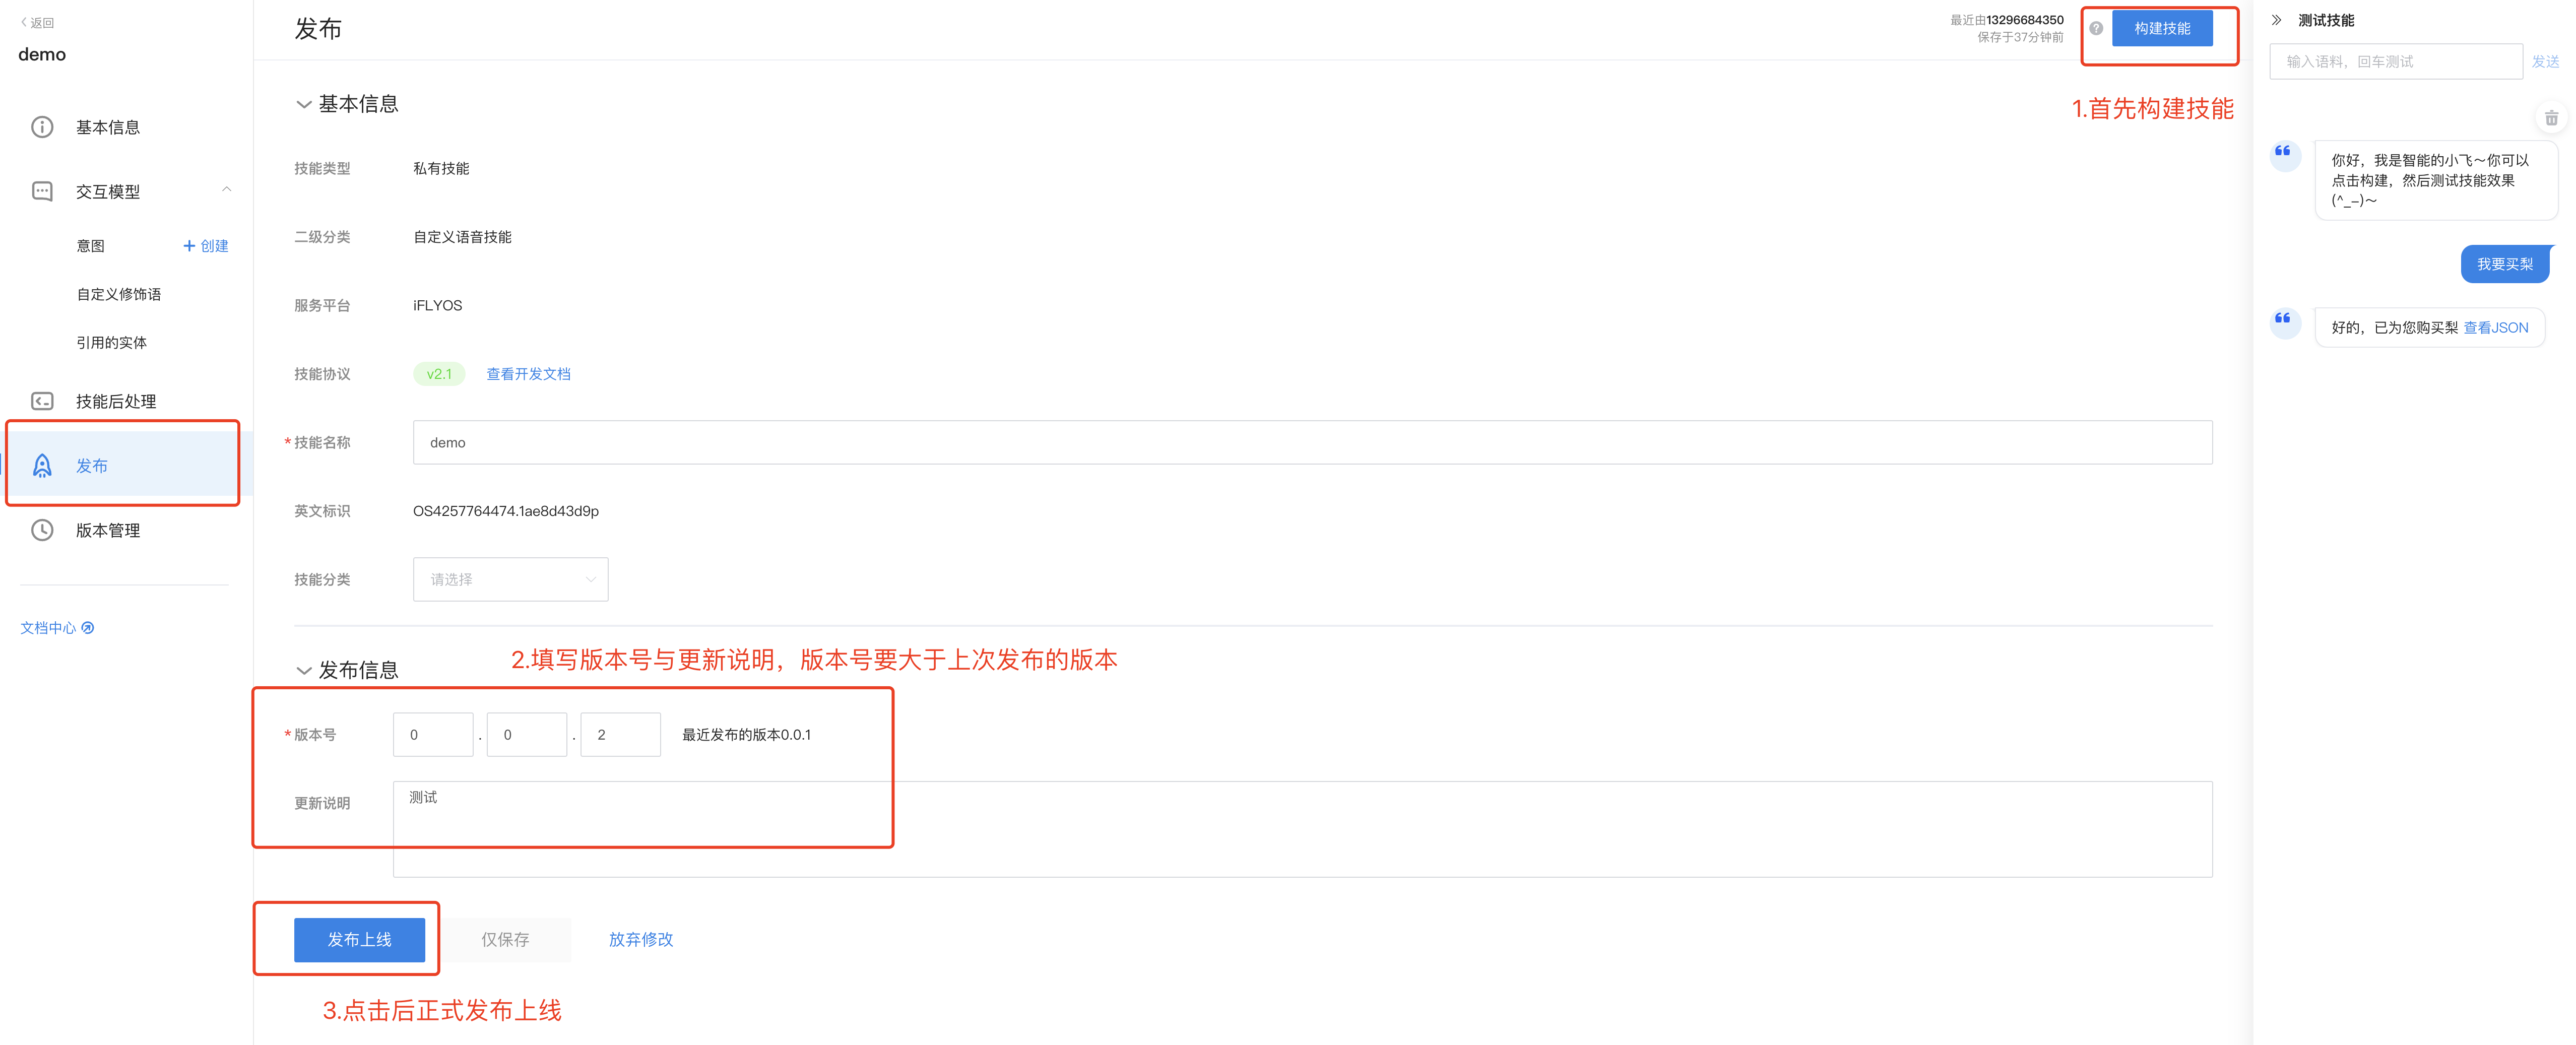 返回
demo
基本信息
交互模型
意图
+ 创建
自定义修饰语
引用的实体
技能后处理
发布
版本管理
文档中心
发布
最近由13296684350
保存于37分钟前
?
构建技能
1.首先构建技能
基本信息
技能类型 私有技能
二级分类 自定义语音技能
服务平台 iFLYOS
技能协议 v2.1 查看开发文档
*技能名称 demo
英文标识 OS4257764474.1ae8d43d9p
技能分类 请选择
2.填写版本号与更新说明，版本号要大于上次发布的版本
发布信息
*版本号 0 . 0 . 2 最近发布的版本0.0.1
更新说明 测试
发布上线 仅保存 放弃修改
3.点击后正式发布上线
测试技能
输入语料，回车测试 发送
你好，我是智能的小飞～你可以
点击构建，然后测试技能效果
(^_−)～
我要买梨
好的，已为您购买梨 查看JSON